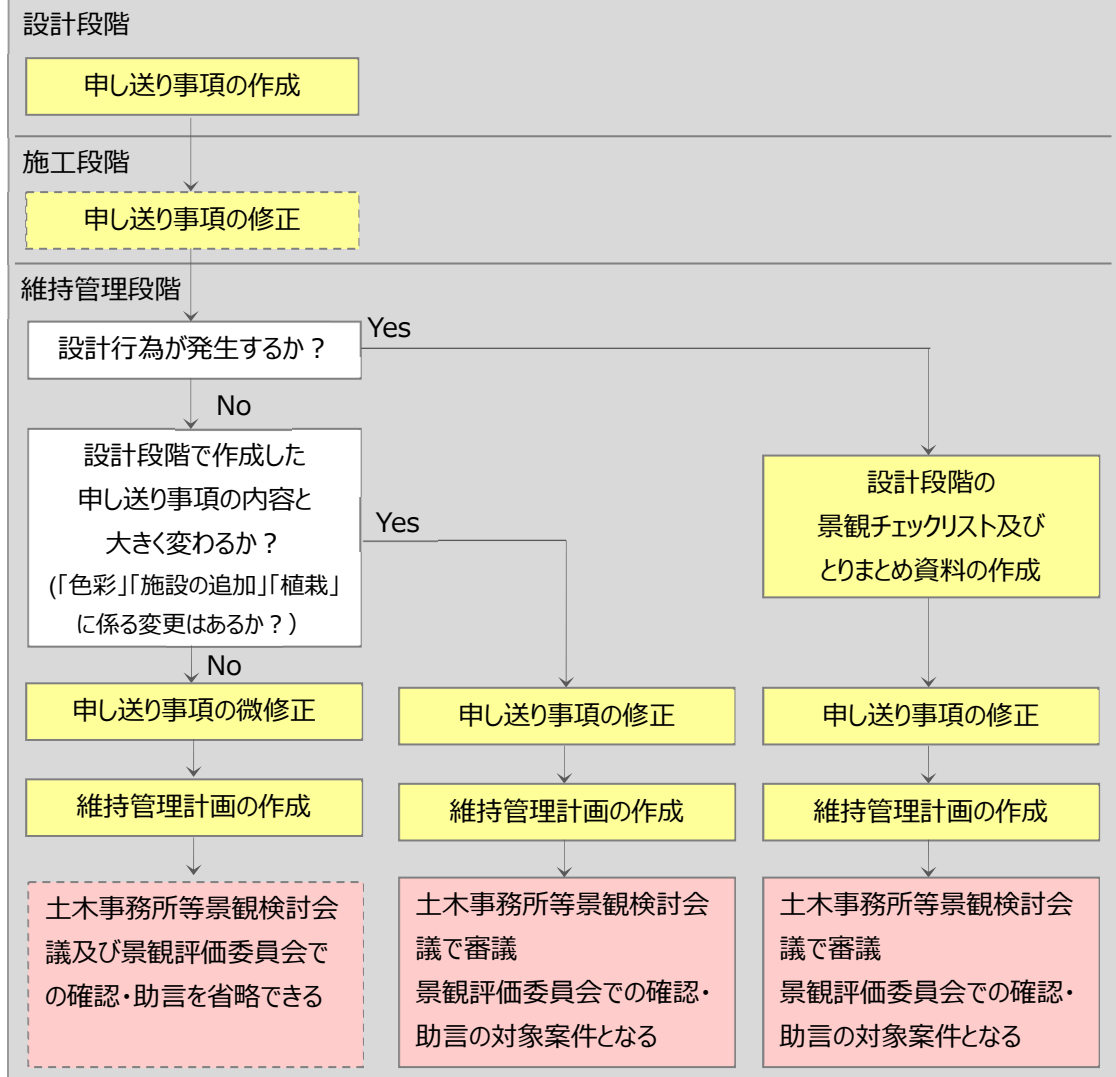 設計段階
申し送り事項の作成
施工段階
申し送り事項の修正
維持管理段階
設計行為が発生するか？
Yes
No
設計段階で作成した
申し送り事項の内容と
大きく変わるか？
(「色彩」「施設の追加」「植栽」
に係る変更はあるか？）
Yes
No
設計段階の
景観チェックリスト及び
とりまとめ資料の作成
申し送り事項の微修正
申し送り事項の修正
申し送り事項の修正
維持管理計画の作成
維持管理計画の作成
維持管理計画の作成
土木事務所等景観検討会
議及び景観評価委員会で
の確認・助言を省略できる
土木事務所等景観検討会
議で審議
景観評価委員会での確認・
助言の対象案件となる
土木事務所等景観検討会
議で審議
景観評価委員会での確認・
助言の対象案件となる